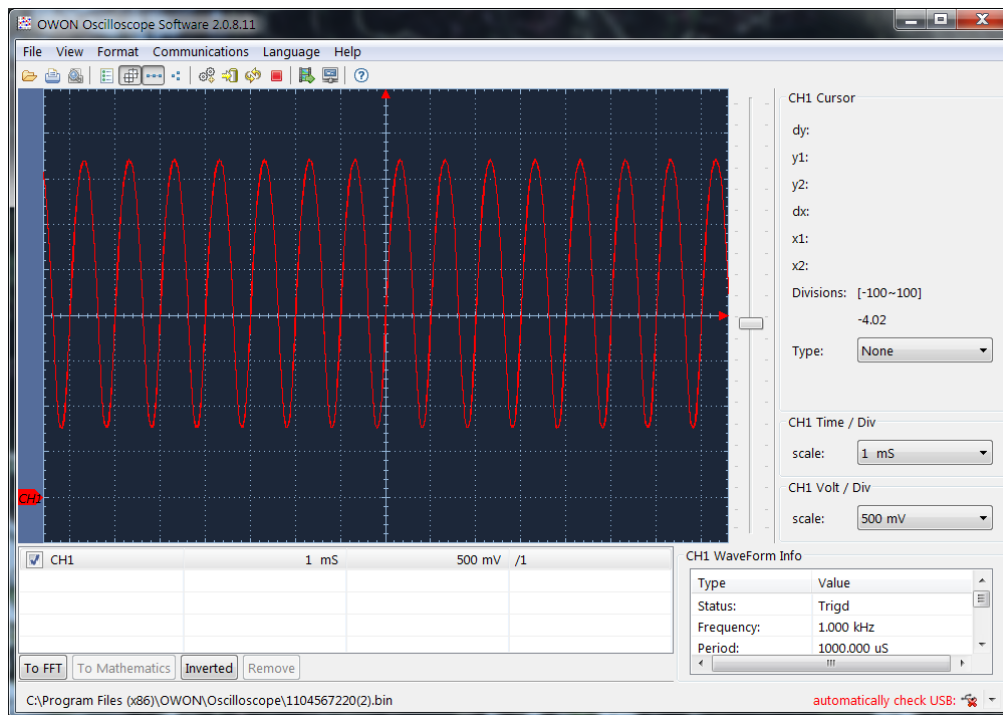 OWON Oscilloscope Software 2.0.8.11
File View Format Communications Language Help
CH1 Cursor
dy:
y1:
y2:
dx:
x1:
x2:
Divisions: [-100~100]
-4.02
Type: None
CH1 Time / Div
scale: 1 mS
CH1 Volt / Div
scale: 500 mV
CH1
CH1 1 mS 500 mV /1
CH1 WaveForm Info
Type Value
Status: Trigd
Frequency: 1.000 kHz
Period: 1000.000 uS
To FFT To Mathematics Inverted Remove
C:\Program Files (x86)\OWON\Oscilloscope\1104567220(2).bin automatically check USB: